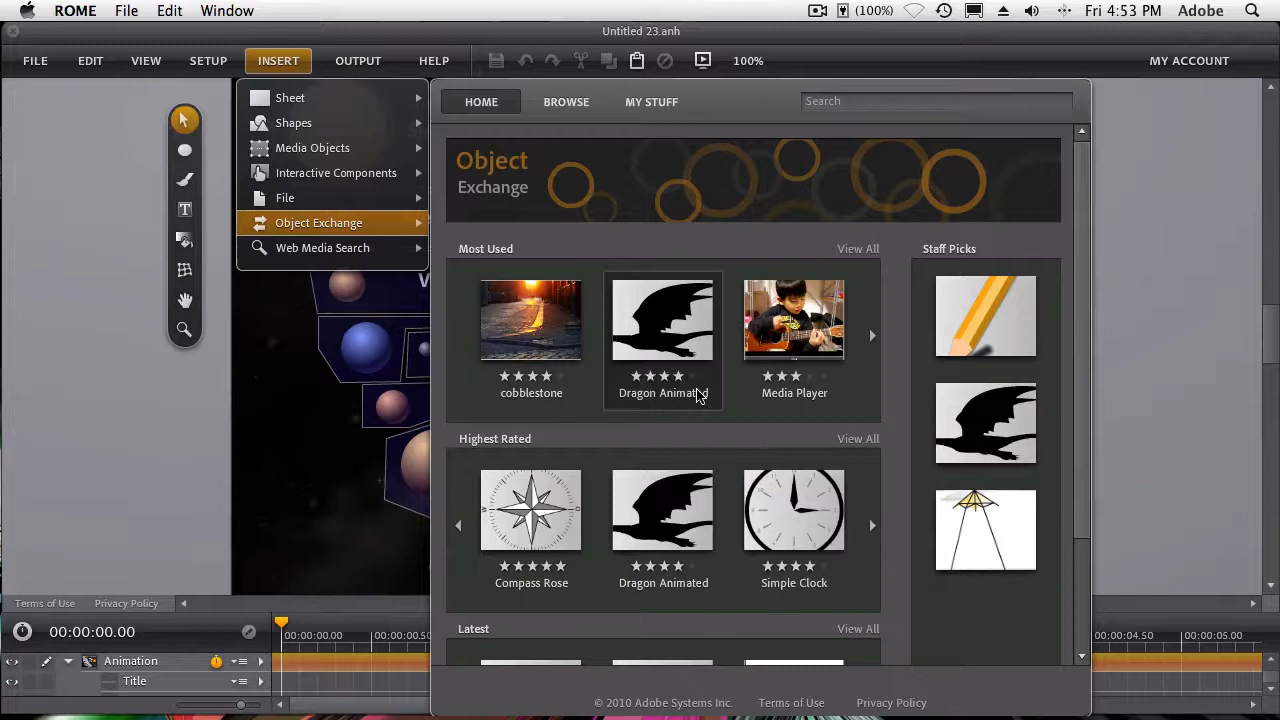 ROME File Edit Window (100%) Fri 4:53 PM Adobe
Untitled 23.anh
FILE EDIT VIEW SETUP INSERT OUTPUT HELP 100% MY ACCOUNT
Sheet
Shapes
Media Objects
Interactive Components
File
Object Exchange
Web Media Search
HOME BROWSE MY STUFF Search
Object
Exchange
Most Used View All
cobblestone Dragon Animated Media Player
Highest Rated View All
Compass Rose Dragon Animated Simple Clock
Latest View All
Staff Picks
© 2010 Adobe Systems Inc. Terms of Use Privacy Policy
Terms of Use Privacy Policy
00:00:00.00 00:00:00.00 00:00:00.50 00:00:04.50 00:00:05.00
Animation
Title